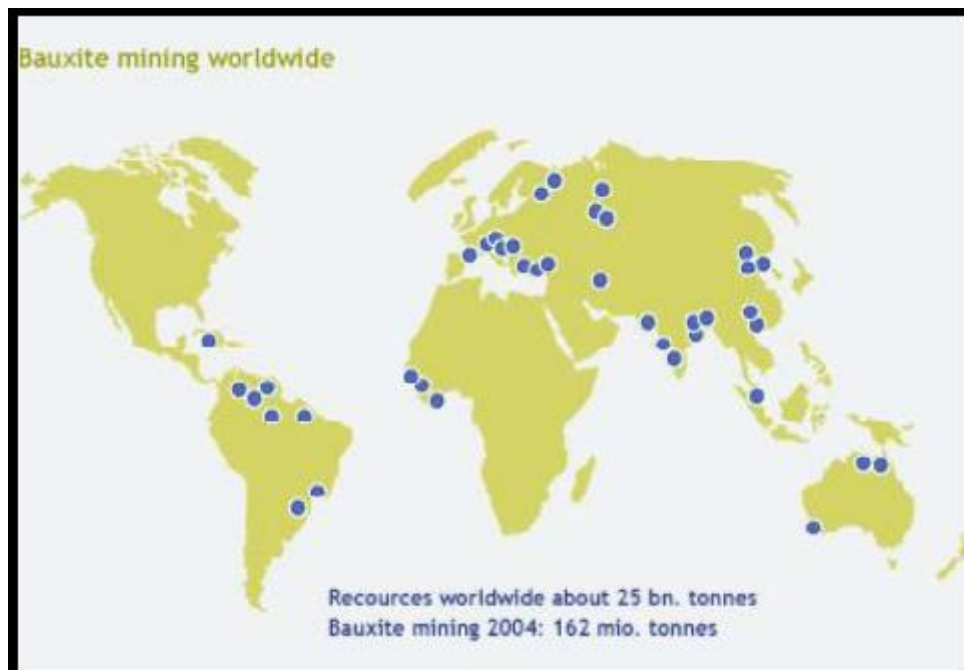 Bauxite mining worldwide
Recources worldwide about 25 bn. tonnes
Bauxite mining 2004: 162 mio. tonnes